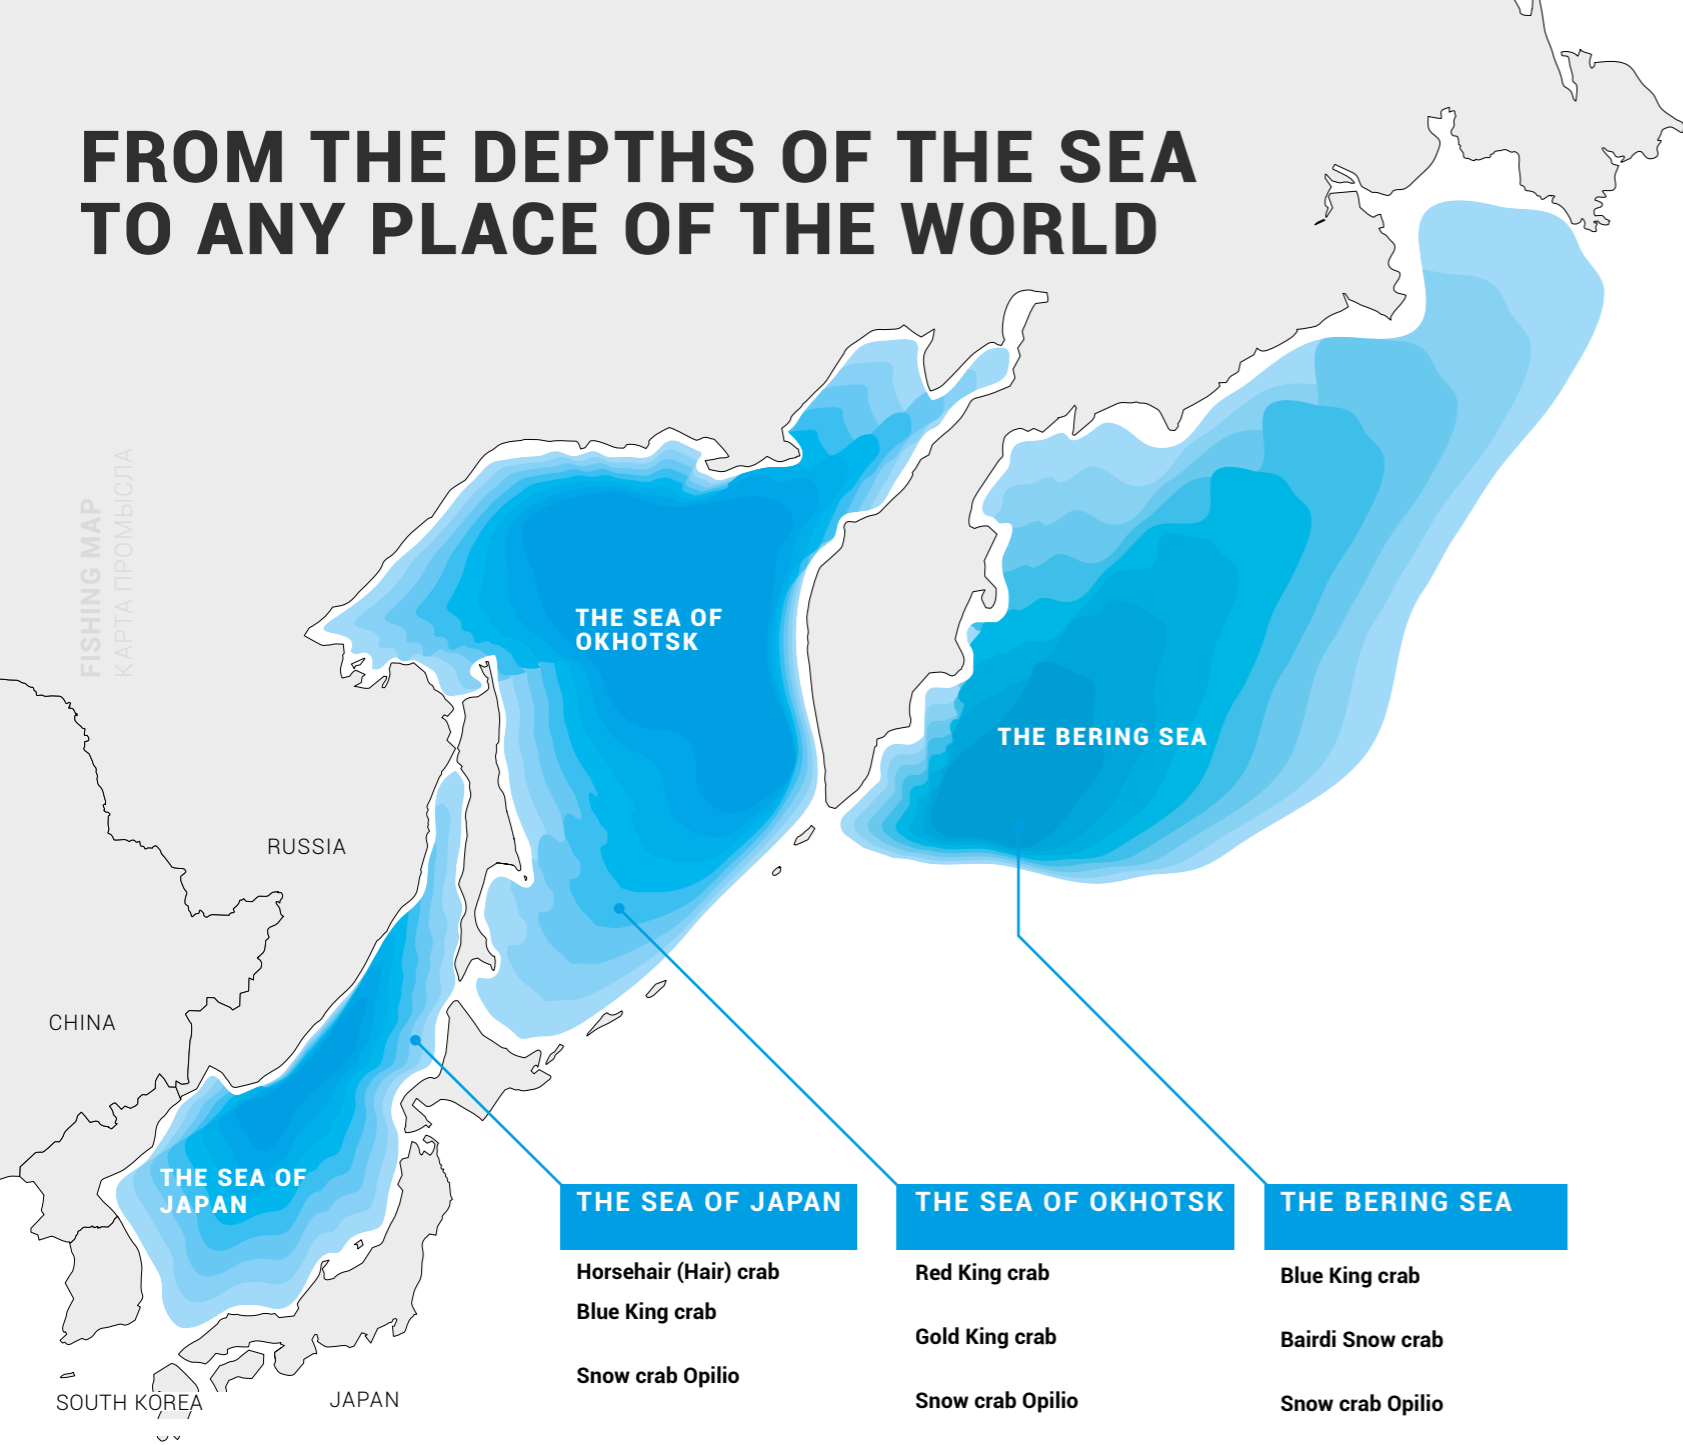 FROM THE DEPTHS OF THE SEA
TO ANY PLACE OF THE WORLD
FISHING MAP
КАРТА ПРОМЫСЛА
THE SEA OF
OKHOTSK
THE BERING SEA
RUSSIA
CHINA
THE SEA OF
JAPAN
SOUTH KOREA
JAPAN
THE SEA OF JAPAN
Horsehair (Hair) crab
Blue King crab
Snow crab Opilio
THE SEA OF OKHOTSK
Red King crab
Gold King crab
Snow crab Opilio
THE BERING SEA
Blue King crab
Bairdi Snow crab
Snow crab Opilio